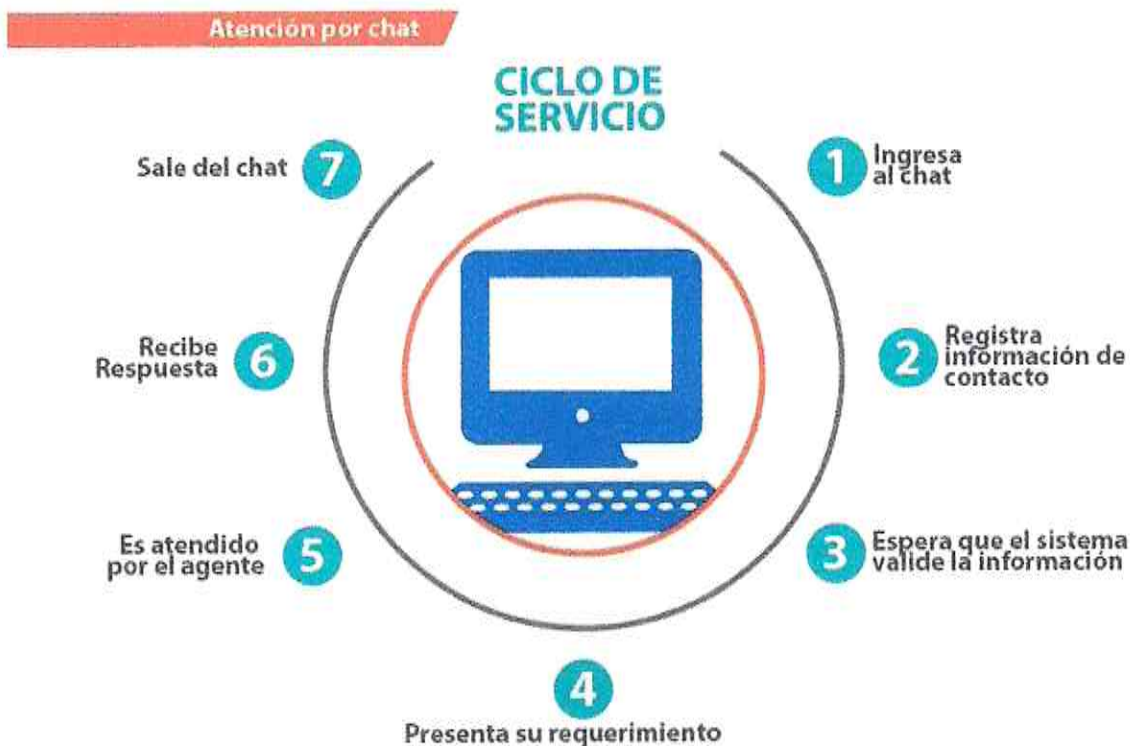 Atención por chat
CICLO DE
SERVICIO
1 Ingresa
al chat
2 Registra
información de
contacto
3 Espera que el sistema
valide la información
4
Presenta su requerimiento
5 Es atendido
por el agente
6 Recibe
Respuesta
7 Sale del chat